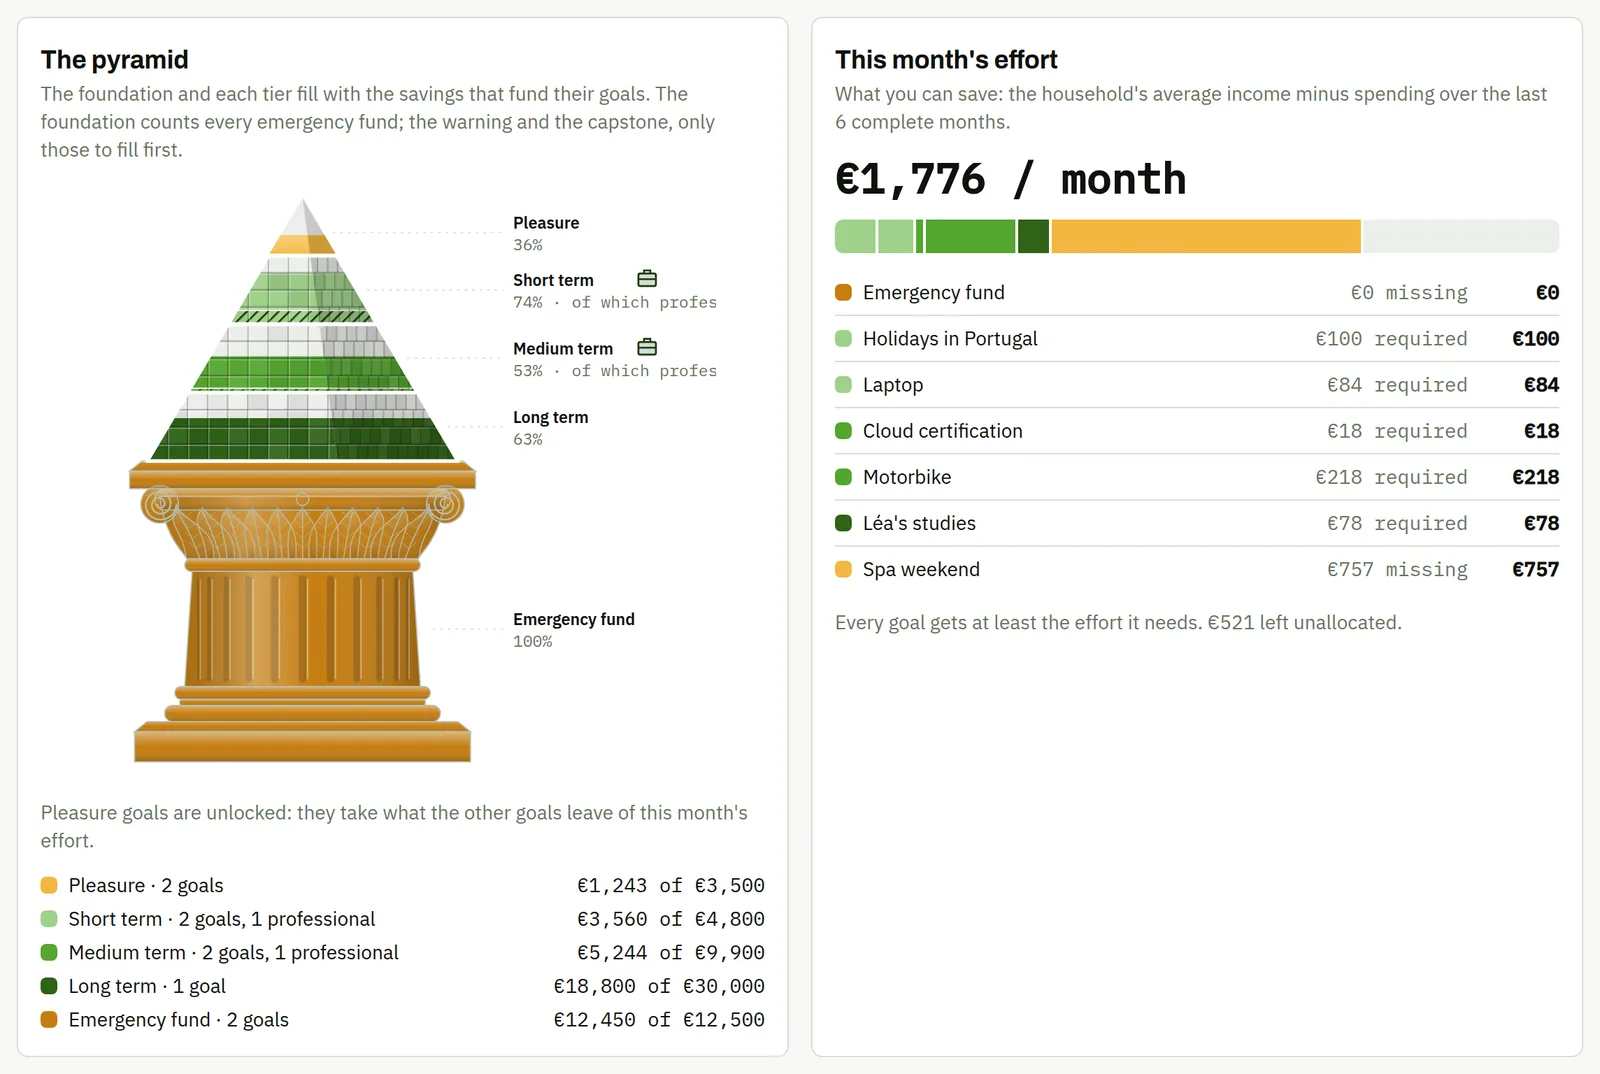 The pyramid
The foundation and each tier fill with the savings that fund their goals. The
foundation counts every emergency fund; the warning and the capstone, only
those to fill first.
Pleasure
36%
Short term
74% · of which profes
Medium term
53% · of which profes
Long term
63%
Emergency fund
100%
Pleasure goals are unlocked: they take what the other goals leave of this month's
effort.
Pleasure · 2 goals €1,243 of €3,500
Short term · 2 goals, 1 professional €3,560 of €4,800
Medium term · 2 goals, 1 professional €5,244 of €9,900
Long term · 1 goal €18,800 of €30,000
Emergency fund · 2 goals €12,450 of €12,500
This month's effort
What you can save: the household's average income minus spending over the last
6 complete months.
€1,776 / month
Emergency fund €0 missing €0
Holidays in Portugal €100 required €100
Laptop €84 required €84
Cloud certification €18 required €18
Motorbike €218 required €218
Léa's studies €78 required €78
Spa weekend €757 missing €757
Every goal gets at least the effort it needs. €521 left unallocated.